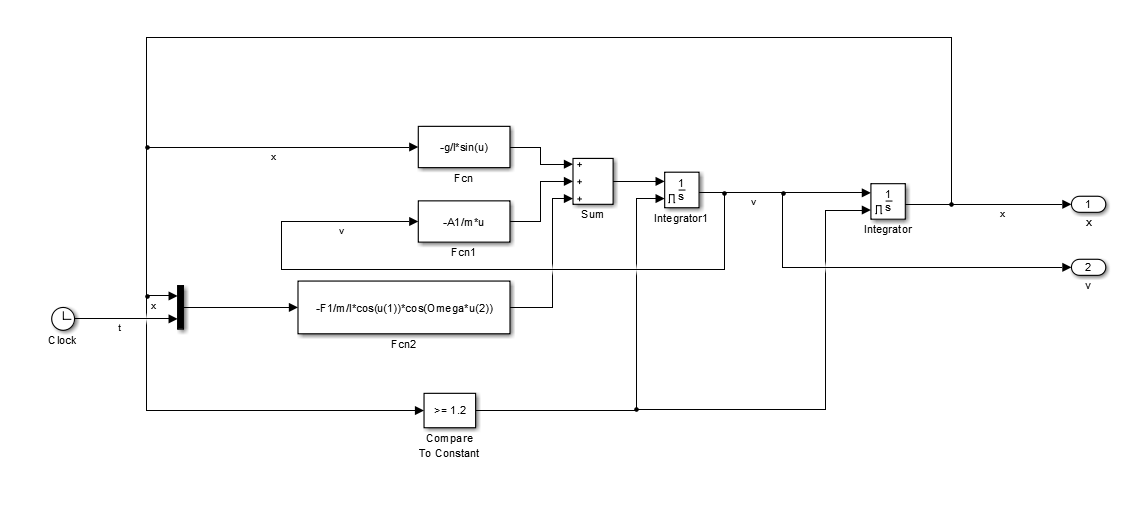 -g/l*sin(u)
x
Fcn
+
+
+
1
s
Sum
Integrator1
v
1
s
Integrator
x
1
x
-A1/m*u
v
Fcn1
2
v
x
-F1/m/l*cos(u(1))*cos(Omega*u(2))
t
Clock
Fcn2
>= 1.2
Compare
To Constant